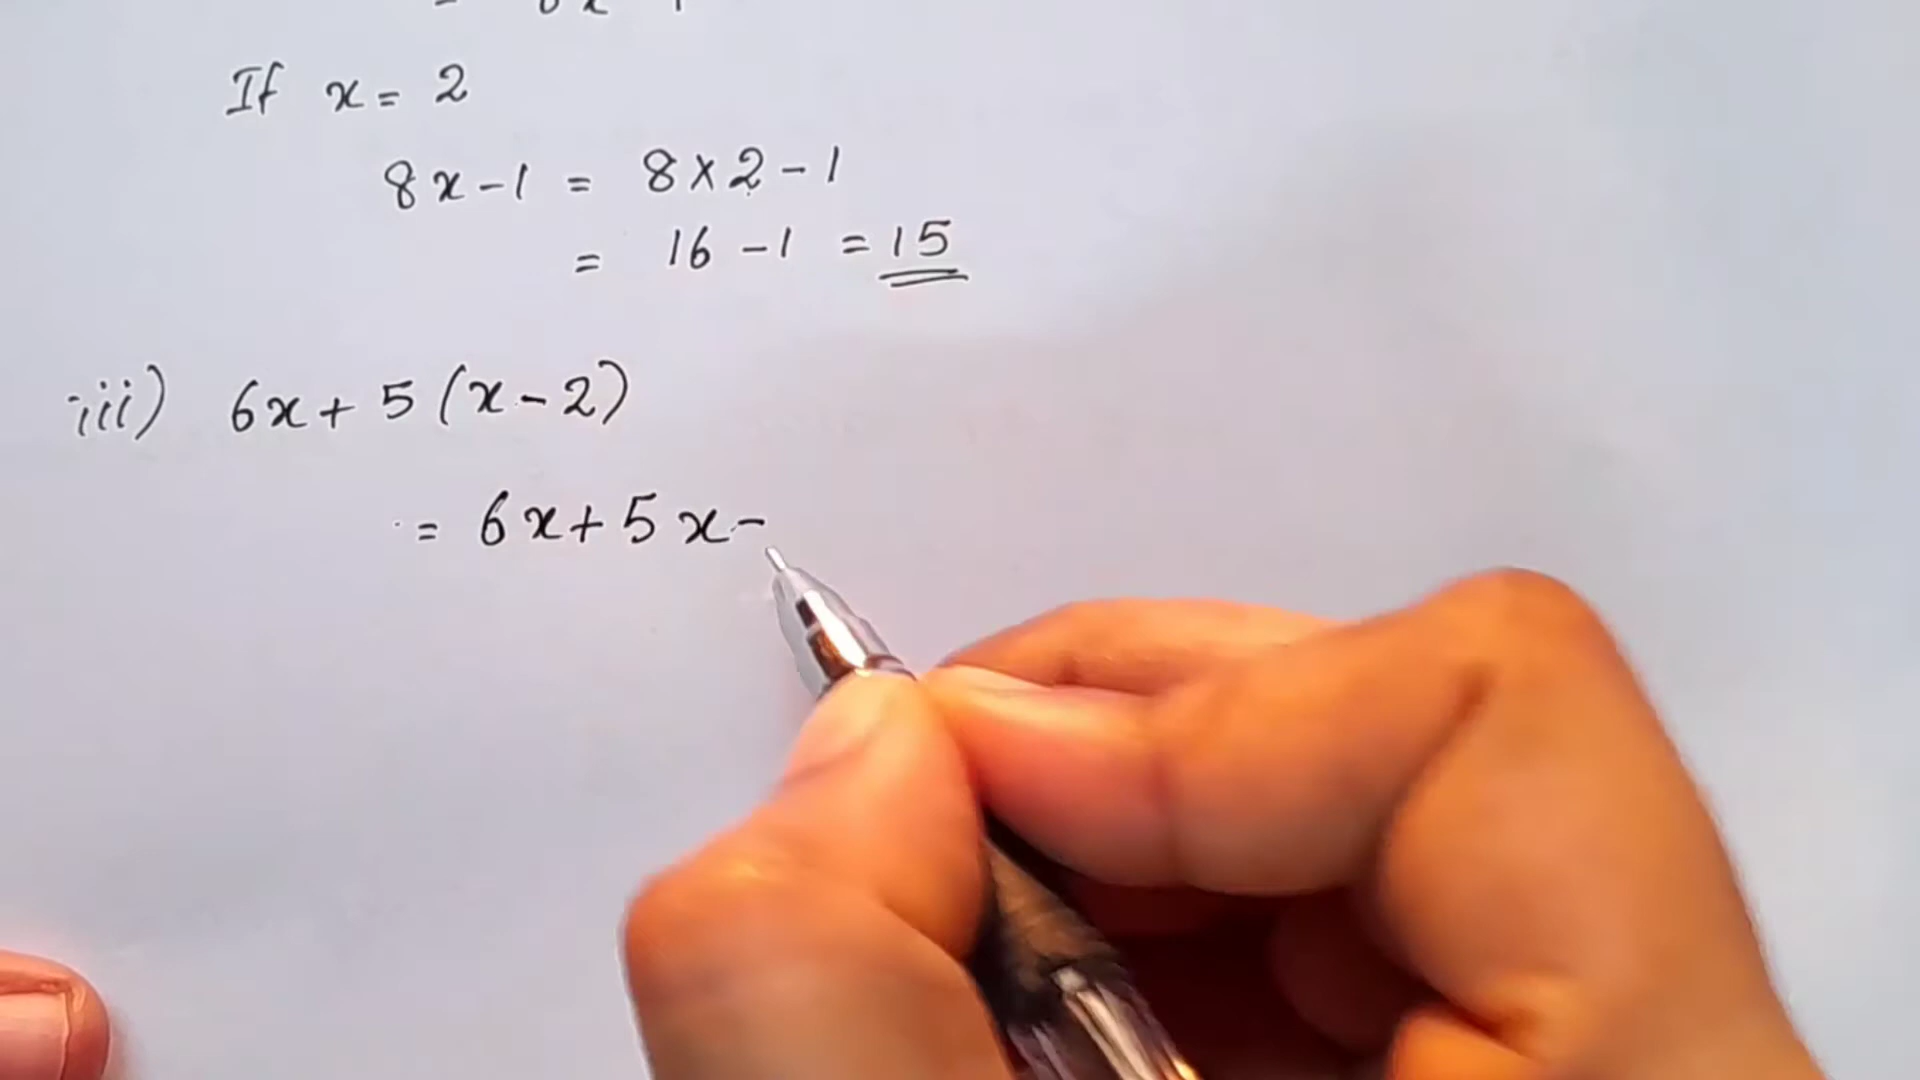 If x = 2
8x - 1 = 8 × 2 - 1
= 16 - 1 = 15
iii) 6x + 5 (x - 2)
= 6x + 5x -